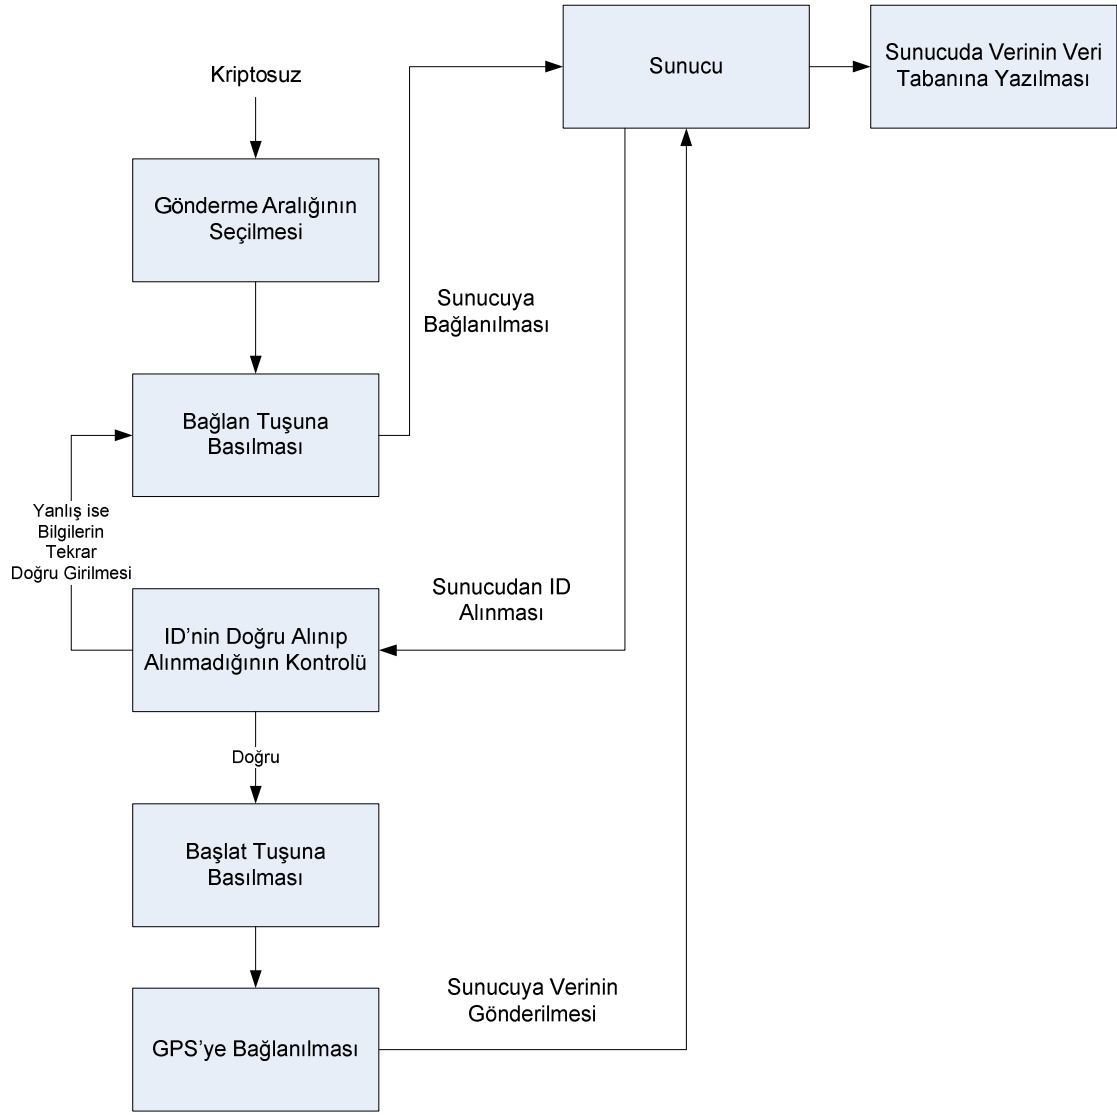 Kriptosuz
Gönderme Aralığının
Seçilmesi
Bağlan Tuşuna
Basılması
Sunucuya
Bağlanılması
Sunucu
Sunucuda Verinin Veri
Tabanına Yazılması
Yanlış ise
Bilgilerin
Tekrar
Doğru Girilmesi
Sunucudan ID
Alınması
ID’nin Doğru Alınıp
Alınmadığının Kontrolü
Doğru
Başlat Tuşuna
Basılması
GPS’ye Bağlanılması
Sunucuya Verinin
Gönderilmesi